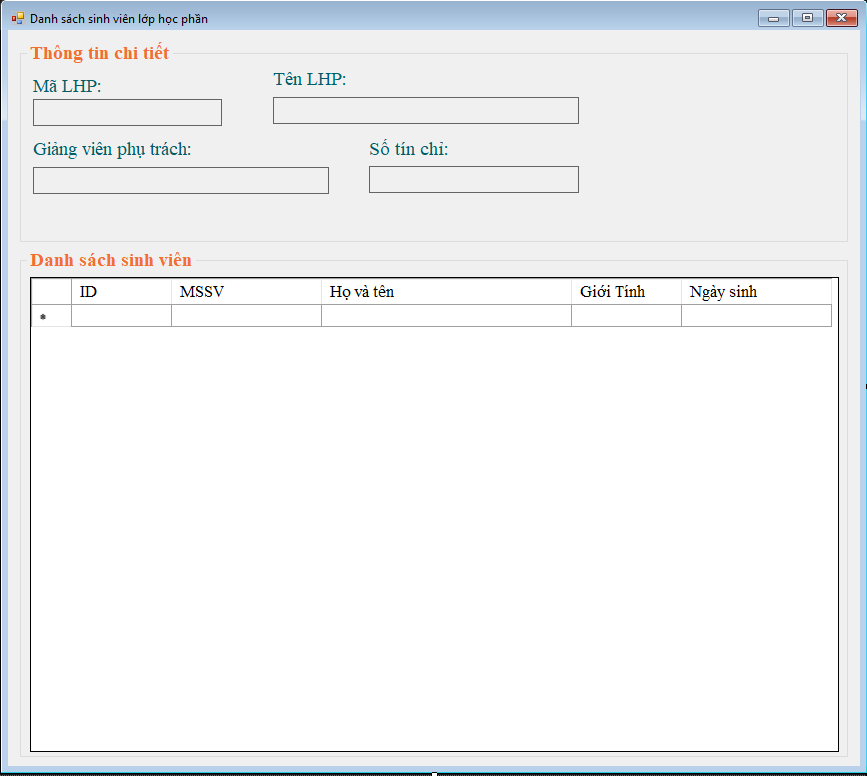 Danh sách sinh viên lớp học phần
Thông tin chi tiết
Mã LHP:
Tên LHP:
Giảng viên phụ trách:
Số tín chỉ:
Danh sách sinh viên
ID MSSV Họ và tên Giới Tính Ngày sinh